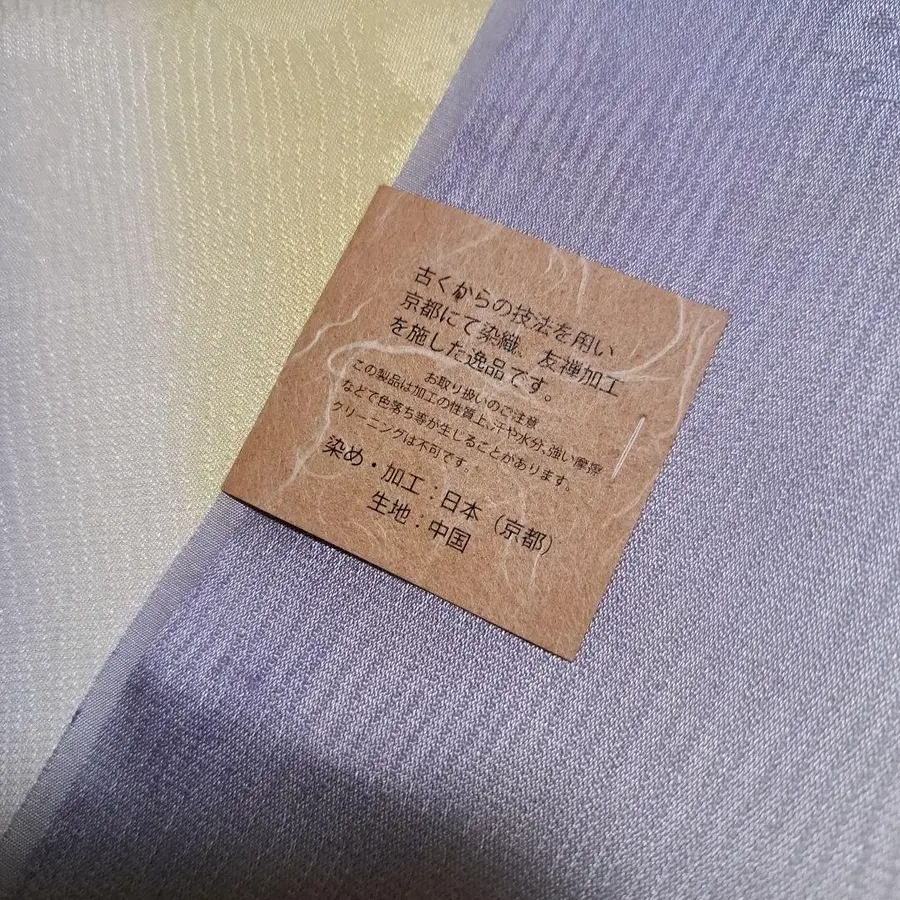 古くからの技法を用い
京都にて染織、友禅加工
を施した逸品です。
お取り扱いのご注意
この製品は加工の性質上、汗や水分、強い摩擦
などで色落ち等が生じることがあります。
クリーニングは不可です。
染め・加工：日本（京都）
生地：中国